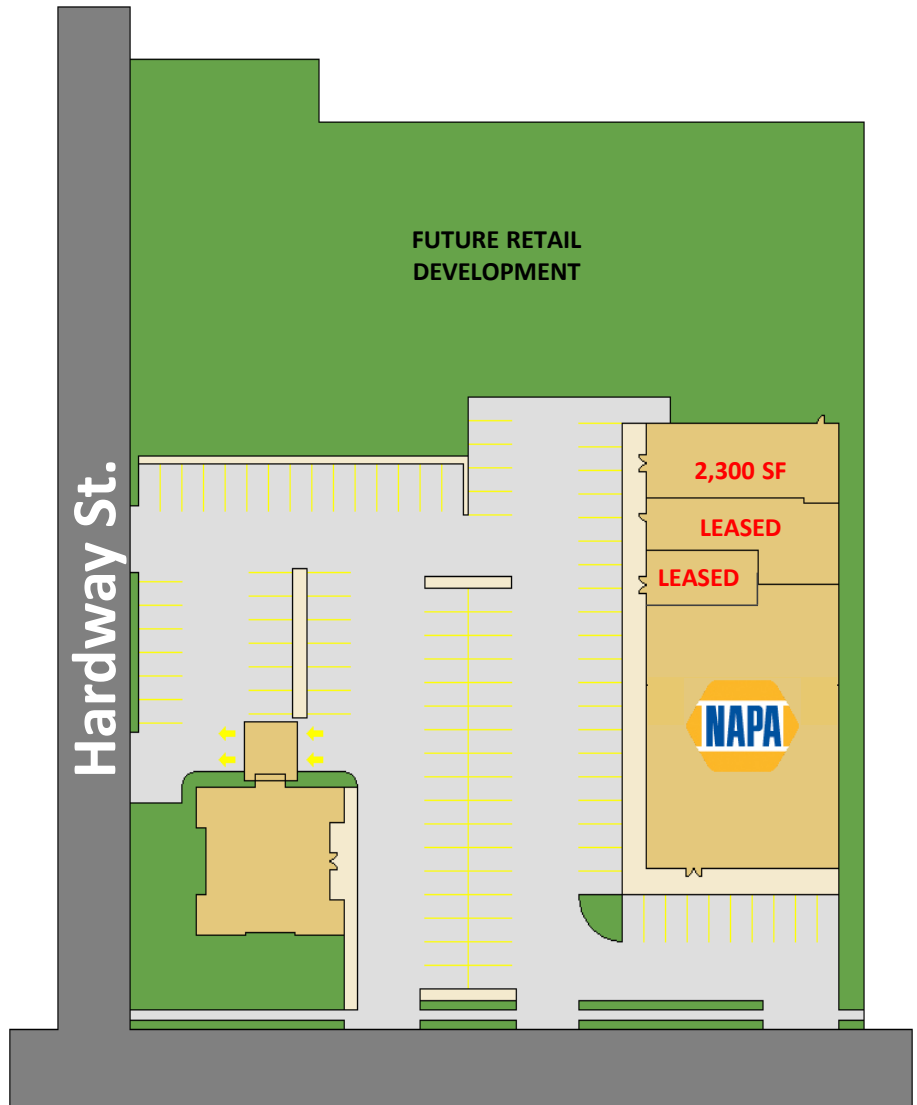 FUTURE RETAIL
DEVELOPMENT
Hardway St.
2,300 SF
LEASED
LEASED
NAPA